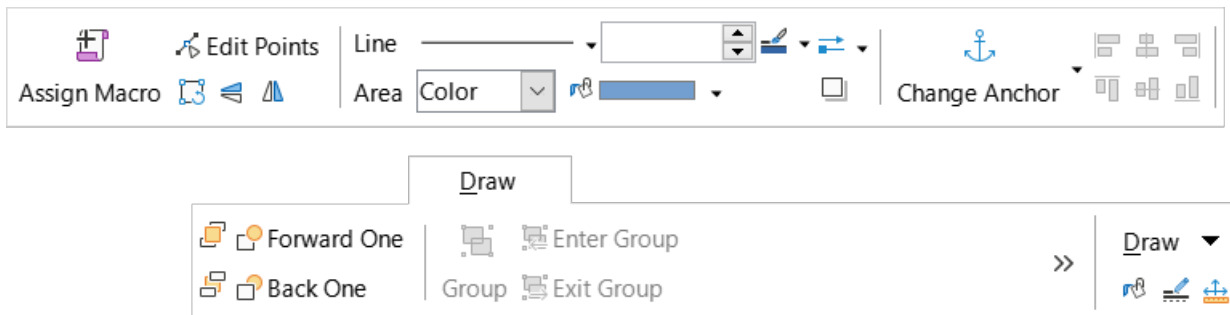 Edit Points Line
Assign Macro Area Color Change Anchor
Draw
Forward One Enter Group Draw
Back One Group Exit Group